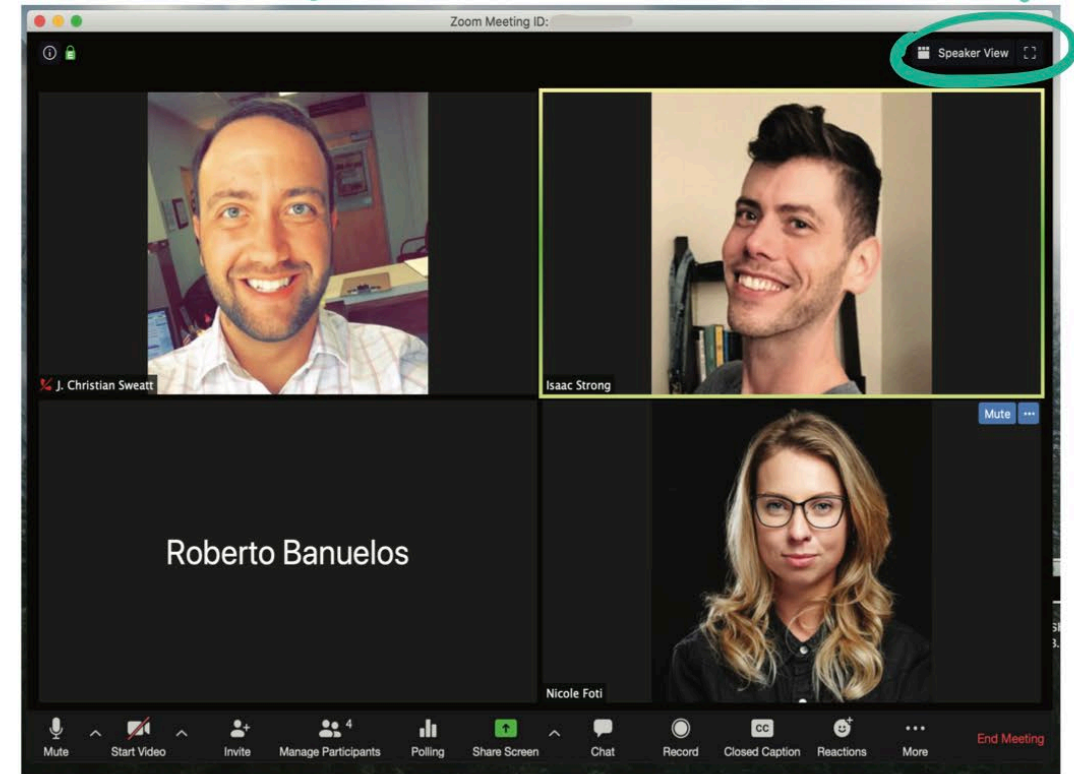 Zoom Meeting ID:
Speaker View
J. Christian Sweatt
Isaac Strong
Mute
Roberto Banuelos
Nicole Foti
4
Mute
Start Video
Invite
Manage Participants
Polling
Share Screen
Chat
Record
CC
Closed Caption
Reactions
More
End Meeting